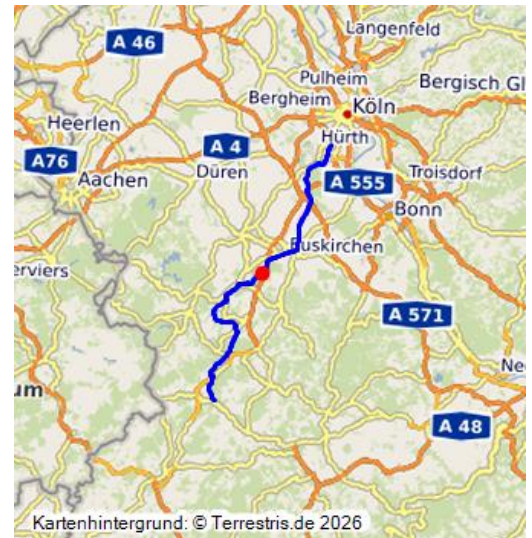 Langenfeld
A 46
Pulheim
Bergheim
Bergisch Gl
Köln
Heerlen
Hürth
A 4
A76
Düren
Troisdorf
Aachen
A 555
Bonn
Euskirchen
erviers
A 571
Ne
um
A 48
Kartenhintergrund: © Terrestris.de 2026